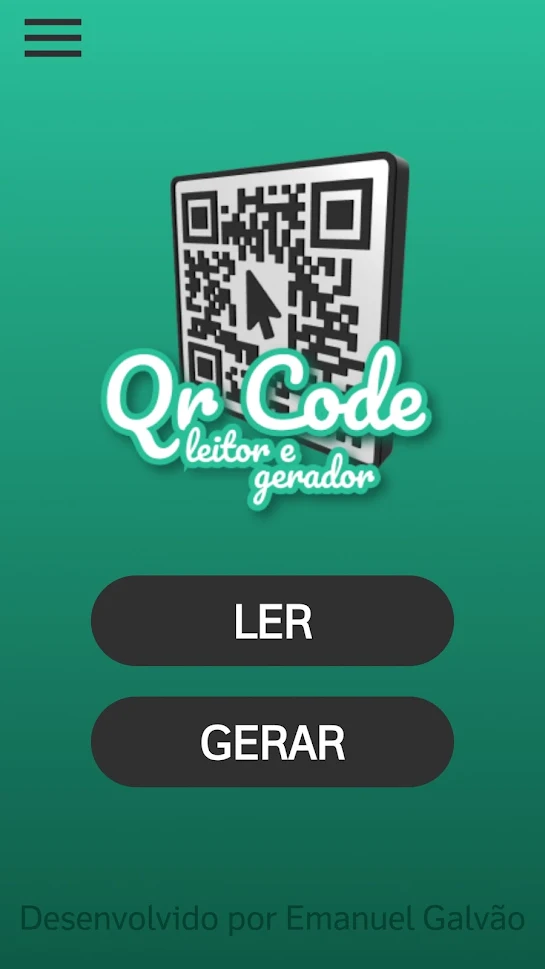 Qr Code
leitor e
gerador
LER
GERAR
Desenvolvido por Emanuel Galvão